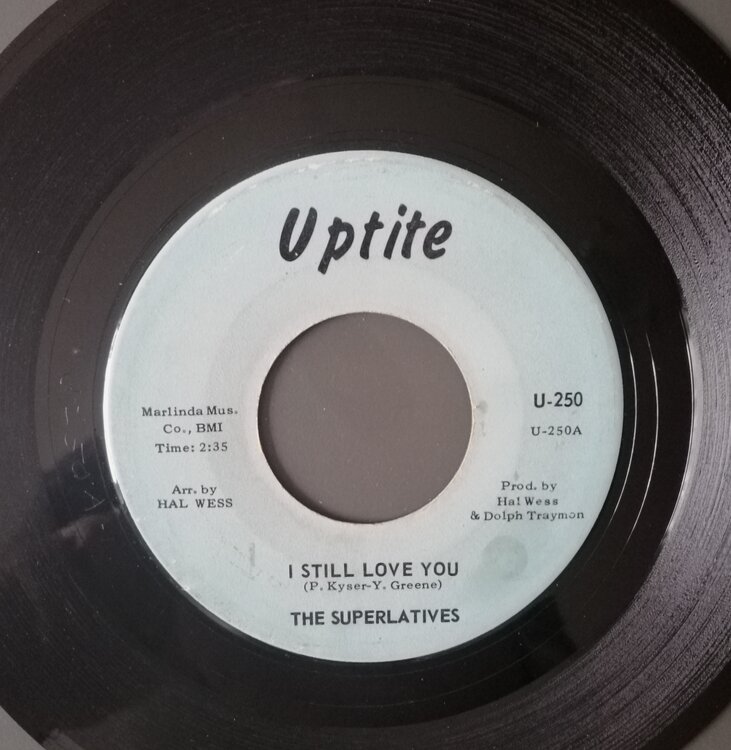 Uptite
Marlinda Mus.
Co., BMI
Time: 2:35
Arr. by
HAL WESS
U-250
U-250A
Prod. by
Hal Wess
& Dolph Traymon
I STILL LOVE YOU
(P. Kyser-Y. Greene)
THE SUPERLATIVES